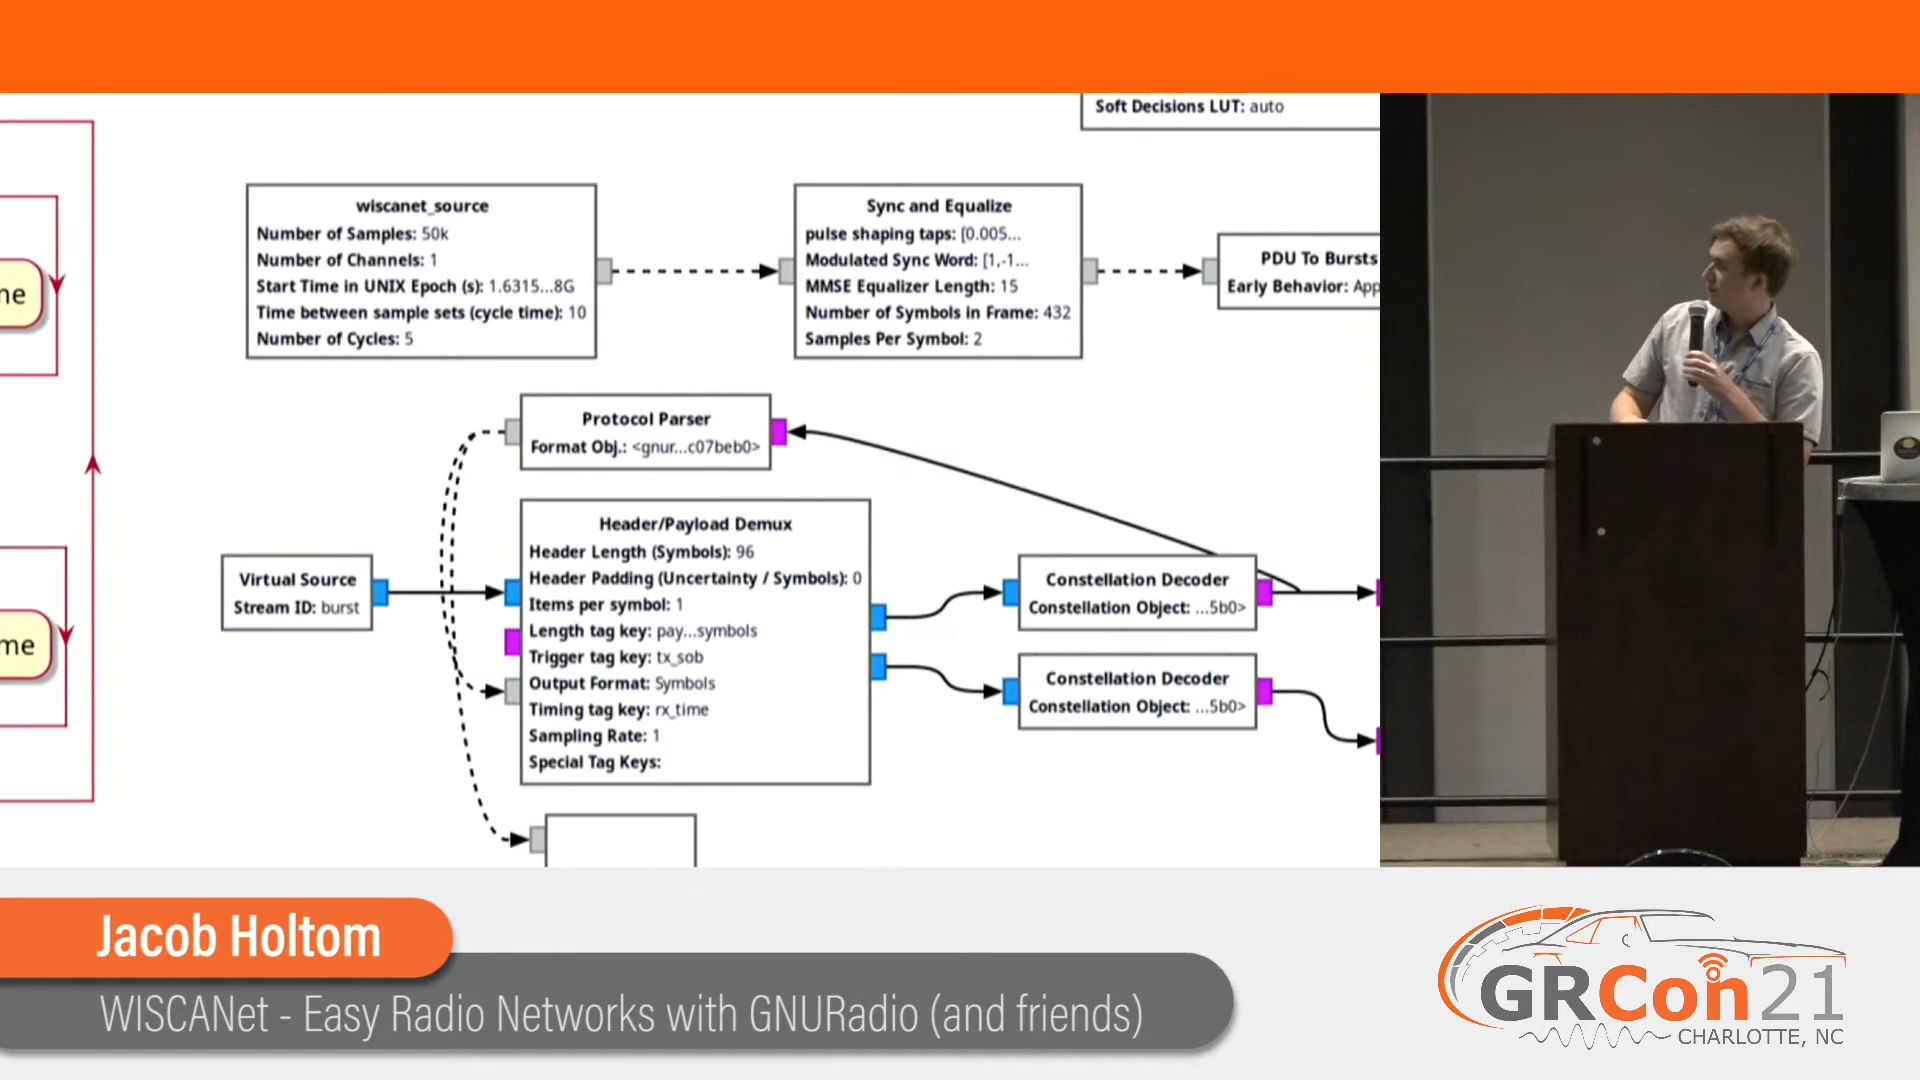 Soft Decisions LUT: auto
wiscanet_source
Number of Samples: 50k
Number of Channels: 1
Start Time in UNIX Epoch (s): 1.6315...8G
Time between sample sets (cycle time): 10
Number of Cycles: 5
Sync and Equalize
pulse shaping taps: [0.005...
Modulated Sync Word: [1,-1...
MMSE Equalizer Length: 15
Number of Symbols in Frame: 432
Samples Per Symbol: 2
PDU To Bursts
Early Behavior: App
ne
Protocol Parser
Format Obj.: <gnur...c07beb0>
Virtual Source
Stream ID: burst
me
Header/Payload Demux
Header Length (Symbols): 96
Header Padding (Uncertainty / Symbols): 0
Items per symbol: 1
Length tag key: pay...symbols
Trigger tag key: tx_sob
Output Format: Symbols
Timing tag key: rx_time
Sampling Rate: 1
Special Tag Keys:
Constellation Decoder
Constellation Object: ...5b0>
Constellation Decoder
Constellation Object: ...5b0>
Jacob Holtom
WISCANet - Easy Radio Networks with GNURadio (and friends)
GRCon21
CHARLOTTE, NC